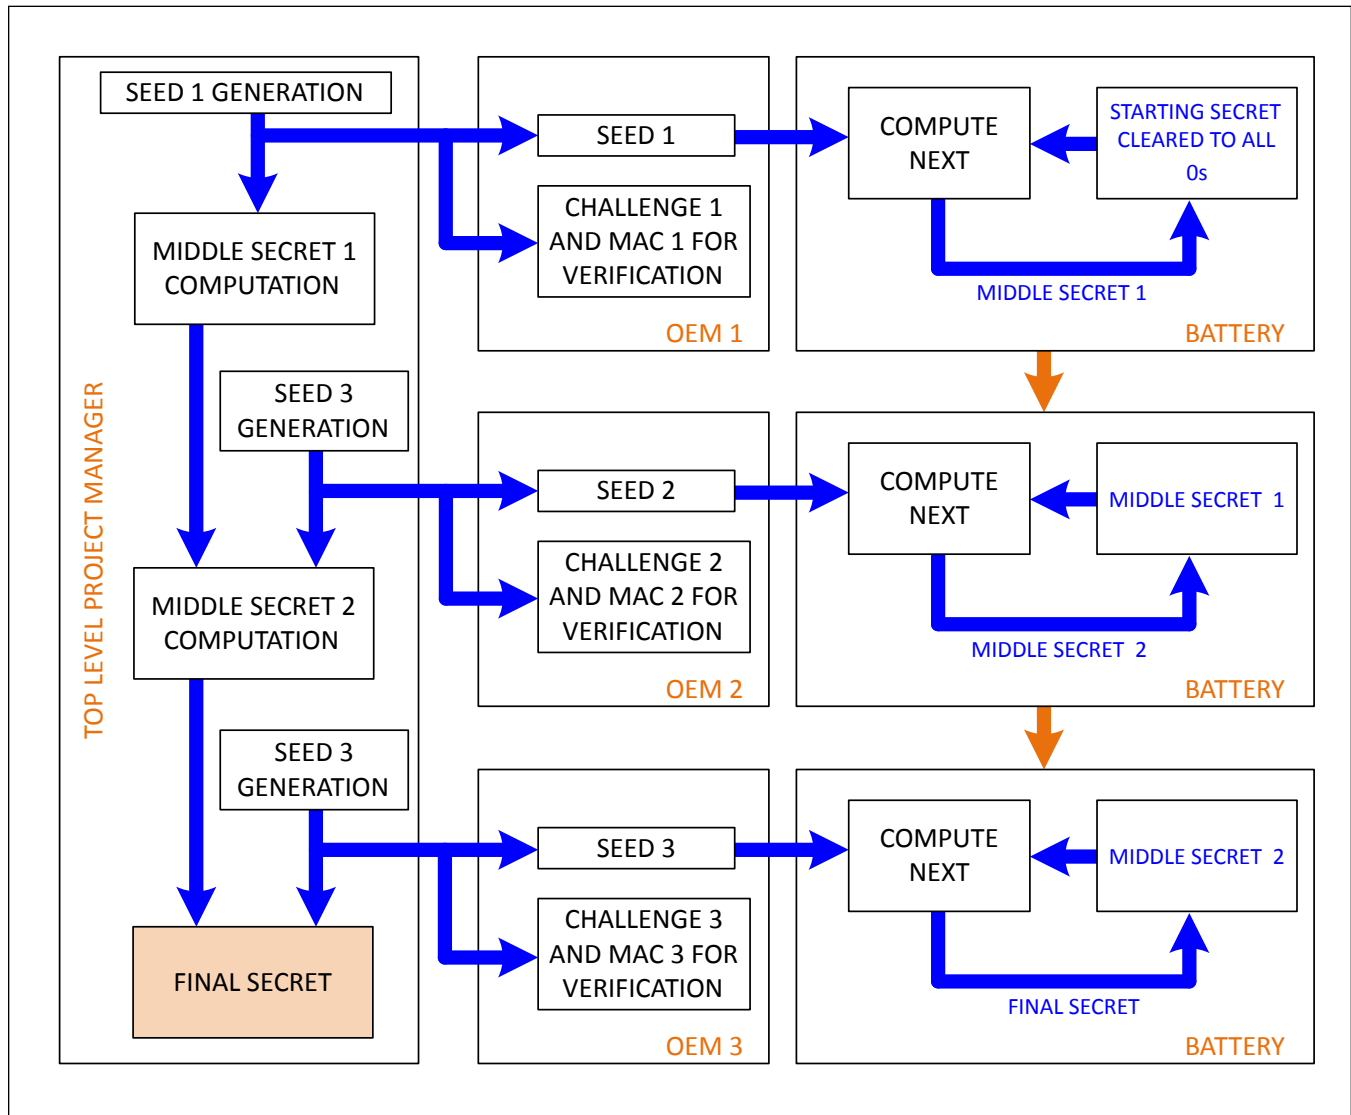 SEED 1 GENERATION
MIDDLE SECRET 1
COMPUTATION
SEED 3
GENERATION
MIDDLE SECRET 2
COMPUTATION
SEED 3
GENERATION
FINAL SECRET
TOP LEVEL PROJECT MANAGER
SEED 1
CHALLENGE 1
AND MAC 1 FOR
VERIFICATION
OEM 1
COMPUTE
NEXT
STARTING SECRET
CLEARED TO ALL
0s
MIDDLE SECRET 1
BATTERY
SEED 2
CHALLENGE 2
AND MAC 2 FOR
VERIFICATION
OEM 2
COMPUTE
NEXT
MIDDLE SECRET 1
MIDDLE SECRET 2
BATTERY
SEED 3
CHALLENGE 3
AND MAC 3 FOR
VERIFICATION
OEM 3
COMPUTE
NEXT
MIDDLE SECRET 2
FINAL SECRET
BATTERY